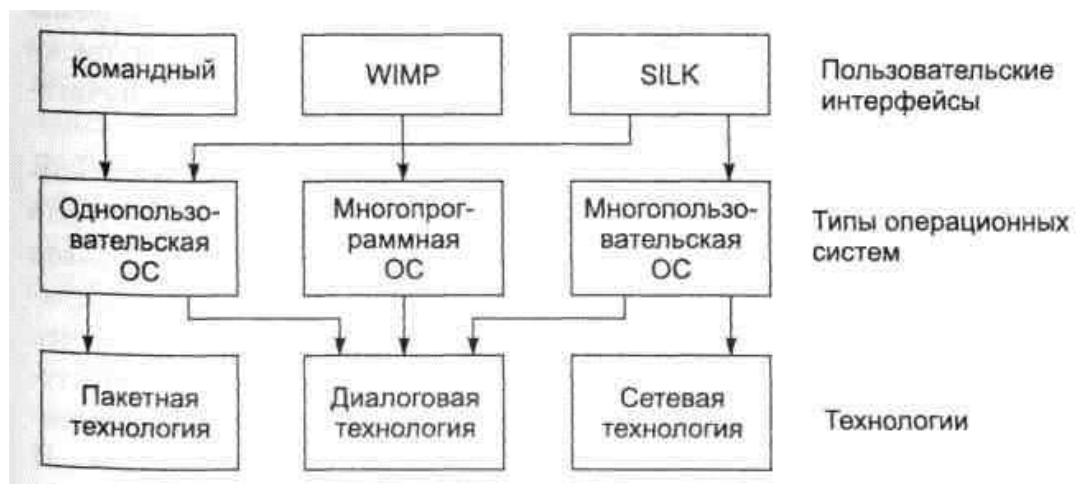 Командный
WIMP
SILK
Пользовательские
интерфейсы
Однопользо-
вательская
ОС
Многопрог-
раммная
ОС
Многопользо-
вательская
ОС
Типы операционных
систем
Пакетная
технология
Диалоговая
технология
Сетевая
технология
Технологии